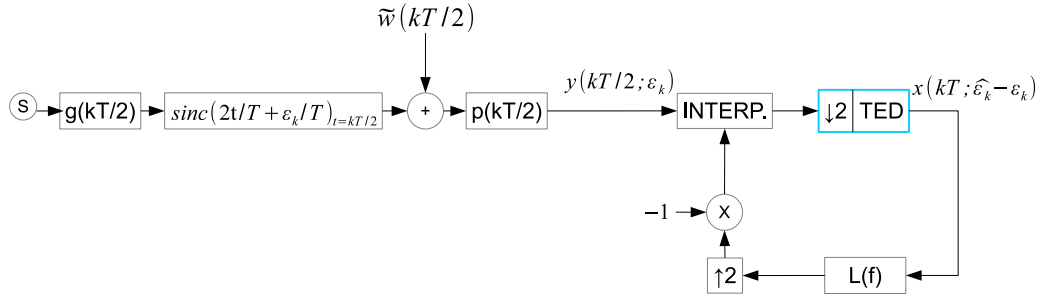 w̃(kT/2)
S
g(kT/2)
sinc(2t/T+ε_k/T)_{t=kT/2}
+
p(kT/2)
y(kT/2;ε_k)
INTERP.
↓2
TED
x(kT;ε̂_k−ε_k)
−1
X
↑2
L(f)